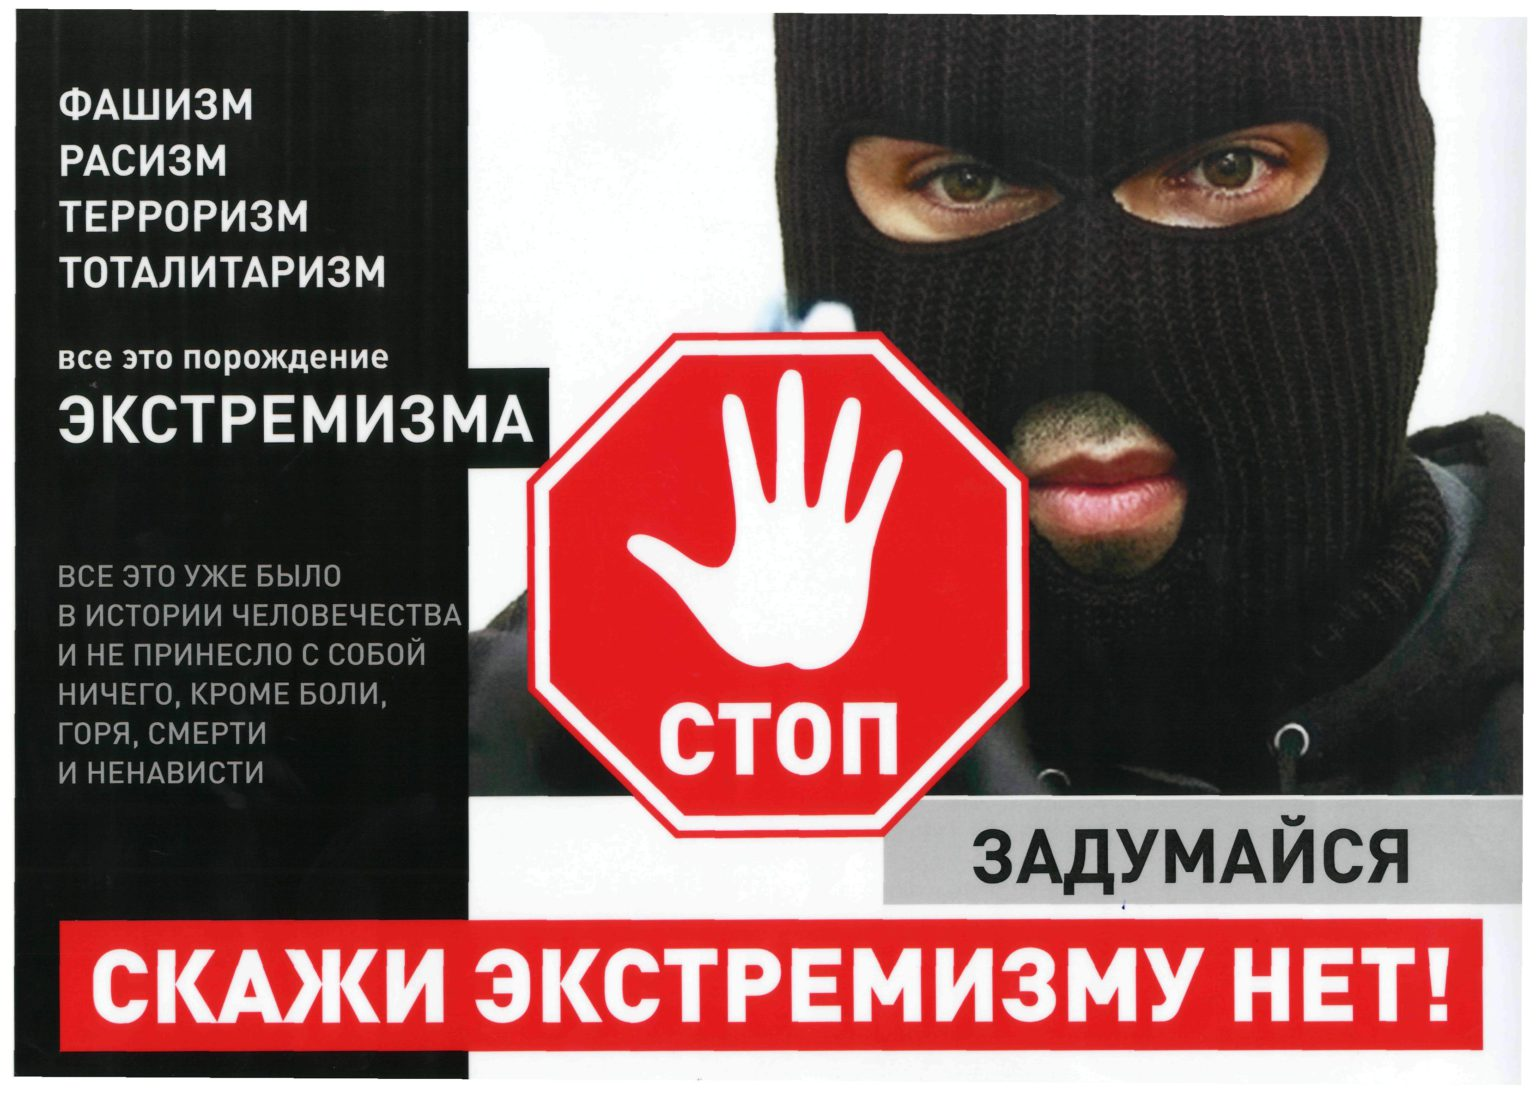 ФАШИЗМ
РАСИЗМ
ТЕРРОРИЗМ
ТОТАЛИТАРИЗМ
все это порождение
ЭКСТРЕМИЗМА
ВСЕ ЭТО УЖЕ БЫЛО
В ИСТОРИИ ЧЕЛОВЕЧЕСТВА
И НЕ ПРИНЕСЛО С СОБОЙ
НИЧЕГО, КРОМЕ БОЛИ,
ГОРЯ, СМЕРТИ
И НЕНАВИСТИ
СТОП
ЗАДУМАЙСЯ
СКАЖИ ЭКСТРЕМИЗМУ НЕТ!